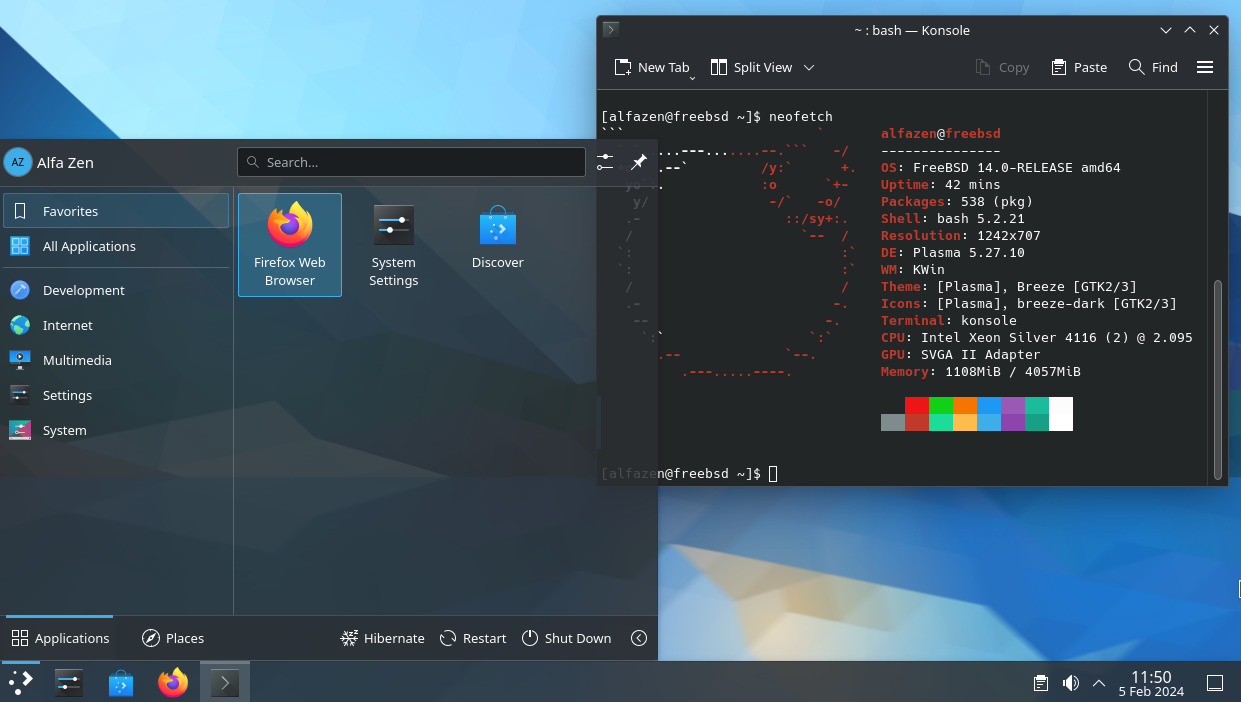 ~ : bash — Konsole
New Tab
Split View
Copy
Paste
Find
[alfazen@freebsd ~]$ neofetch
alfazen@freebsd
---------------
OS: FreeBSD 14.0-RELEASE amd64
Uptime: 42 mins
Packages: 538 (pkg)
Shell: bash 5.2.21
Resolution: 1242x707
DE: Plasma 5.27.10
WM: KWin
Theme: [Plasma], Breeze [GTK2/3]
Icons: [Plasma], breeze-dark [GTK2/3]
Terminal: konsole
CPU: Intel Xeon Silver 4116 (2) @ 2.095
GPU: SVGA II Adapter
Memory: 1108MiB / 4057MiB
[alfazen@freebsd ~]$
AZ
Alfa Zen
Search...
Favorites
All Applications
Development
Internet
Multimedia
Settings
System
Firefox Web
Browser
System
Settings
Discover
Applications
Places
Hibernate
Restart
Shut Down
11:50
5 Feb 2024